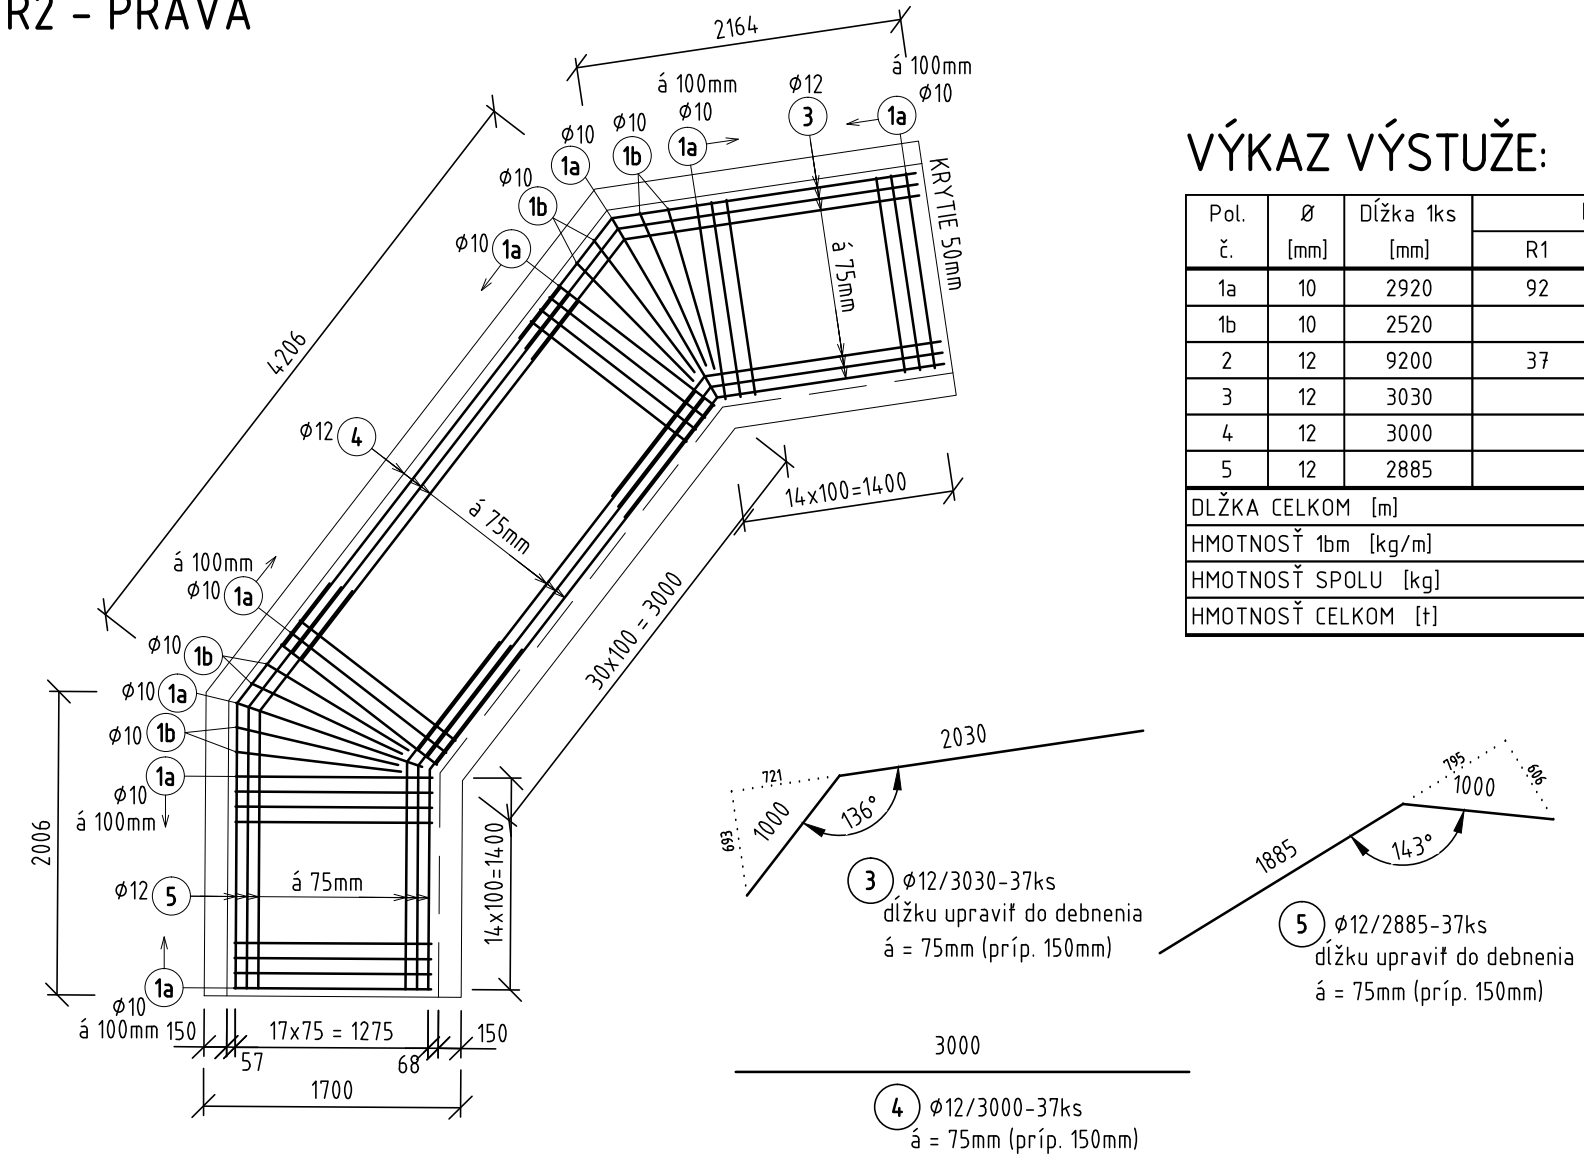 R2 - PRAVÁ
2164
á 100mm
Ø10
1a
Ø12
3
á 100mm
Ø10
1a
Ø10
1b
Ø10
1a
Ø10
1b
Ø10
1a
KRYTIE 50mm
á 75mm
4206
Ø12 4
á 75mm
14x100=1400
30x100 = 3000
á 100mm
Ø10 1a
Ø10 1b
Ø10 1a
Ø10 1b
1a
Ø10
á 100mm
2006
Ø12 5
á 75mm
14x100=1400
1a
Ø10
á 100mm
150
17x75 = 1275
150
57
68
1700
VÝKAZ VÝSTUŽE:
Pol. Ø Dĺžka 1ks
č. [mm] [mm] R1
1a 10 2920 92
1b 10 2520
2 12 9200 37
3 12 3030
4 12 3000
5 12 2885
DLŽKA CELKOM [m]
HMOTNOSŤ 1bm [kg/m]
HMOTNOSŤ SPOLU [kg]
HMOTNOSŤ CELKOM [t]
2030
721
693
1000
136°
3 Ø12/3030-37ks
dĺžku upraviť do debnenia
á = 75mm (príp. 150mm)
795
606
1000
1885
143°
5 Ø12/2885-37ks
dĺžku upraviť do debnenia
á = 75mm (príp. 150mm)
3000
4 Ø12/3000-37ks
á = 75mm (príp. 150mm)